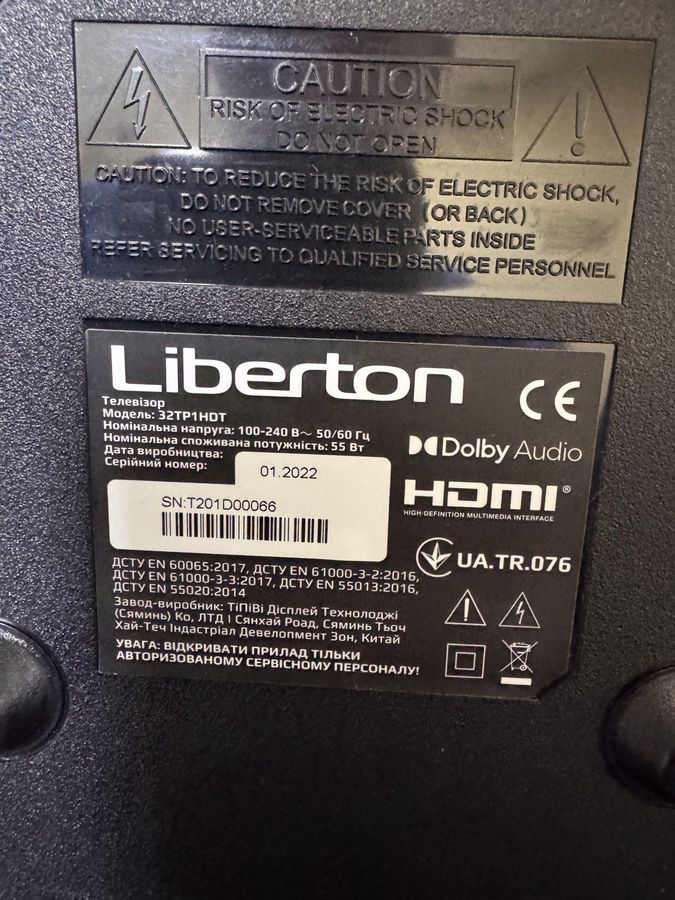 CAUTION
RISK OF ELECTRIC SHOCK
DO NOT OPEN
CAUTION: TO REDUCE THE RISK OF ELECTRIC SHOCK,
DO NOT REMOVE COVER (OR BACK)
NO USER-SERVICEABLE PARTS INSIDE
REFER SERVICING TO QUALIFIED SERVICE PERSONNEL
Liberton
CE
Телевізор
Модель: 32TP1HDT
Номінальна напруга: 100-240 В~ 50/60 Гц
Номінальна споживана потужність: 55 Вт
Дата виробництва:
01.2022
Серійний номер:
SN:T201D00066
Dolby Audio
HDMI®
HIGH-DEFINITION MULTIMEDIA INTERFACE
UA.TR.076
ДСТУ EN 60065:2017, ДСТУ EN 61000-3-2:2016,
ДСТУ EN 61000-3-3:2017, ДСТУ EN 55013:2016,
ДСТУ EN 55020:2014
Завод-виробник: ТіПіВі Дісплей Технолоджі
(Сяминь) Ко, ЛТД І Сянхай Роад, Сяминь Тьоч
Хай-Теч Індастріал Девелопмент Зон, Китай
УВАГА: ВІДКРИВАТИ ПРИЛАД ТІЛЬКИ
АВТОРИЗОВАНОМУ СЕРВІСНОМУ ПЕРСОНАЛУ!